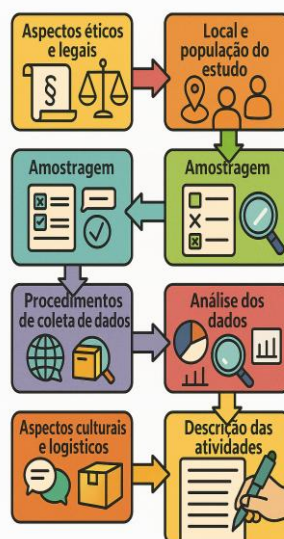 Aspectos éticos
e legais
§
Local e
população do
estudo
Amostragem
Amostragem
Procedimentos
de coleta de dados
Análise dos
dados
Aspectos culturais
e logísticos
Descrição das
atividades